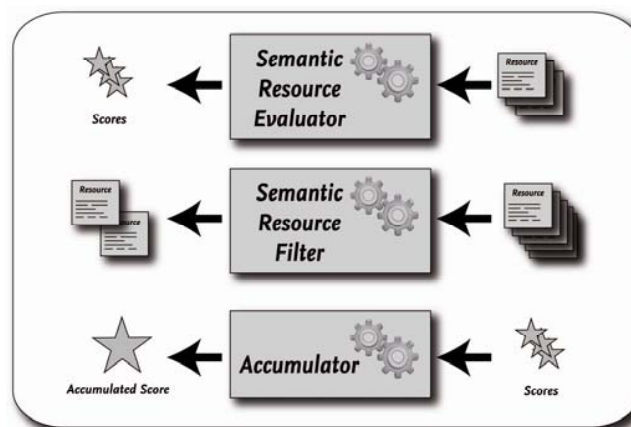 Semantic
Resource
Evaluator
Scores
Resource
Resource
Resource
Semantic
Resource
Filter
Resource
Accumulator
Accumulated Score
Scores